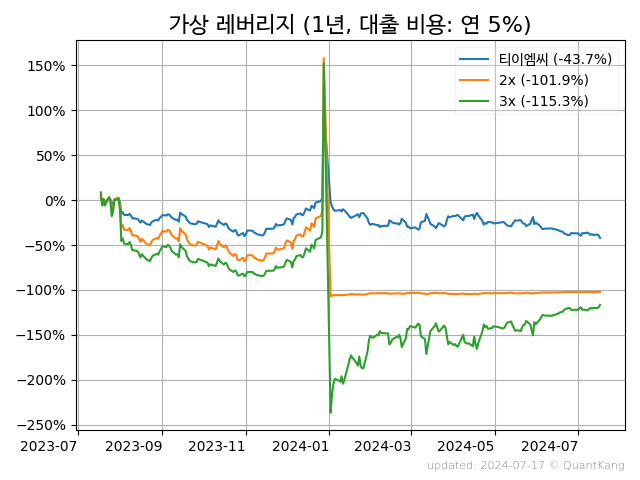 가상 레버리지 (1년, 대출 비용: 연 5%)
티이엠씨 (-43.7%)
2x (-101.9%)
3x (-115.3%)
150%
100%
50%
0%
−50%
−100%
−150%
−200%
−250%
2023-07 2023-09 2023-11 2024-01 2024-03 2024-05 2024-07
updated: 2024-07-17 © QuantKang